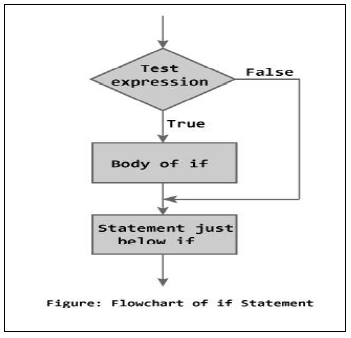 Test
expression
False
True
Body of if
Statement just
below if
Figure: Flowchart of if Statement